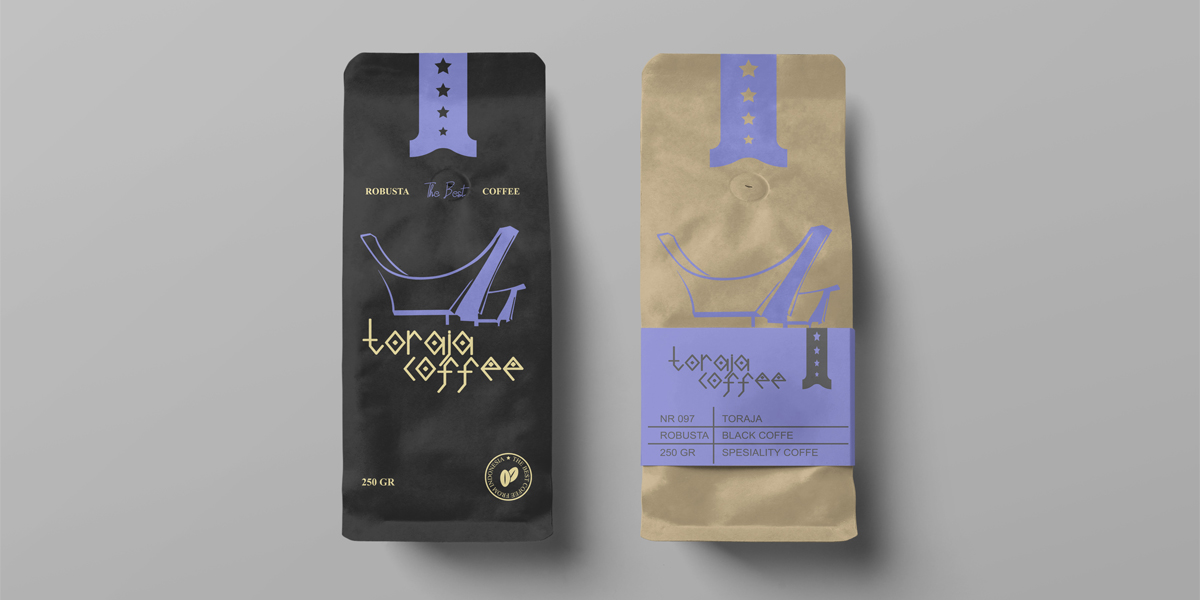 ROBUSTA The Best COFFEE
toraja
coffee
250 GR
THE BEST COFEE FROM INDONESIA
toraja
coffee
NR 097 TORAJA
ROBUSTA BLACK COFFE
250 GR SPESIALITY COFFE